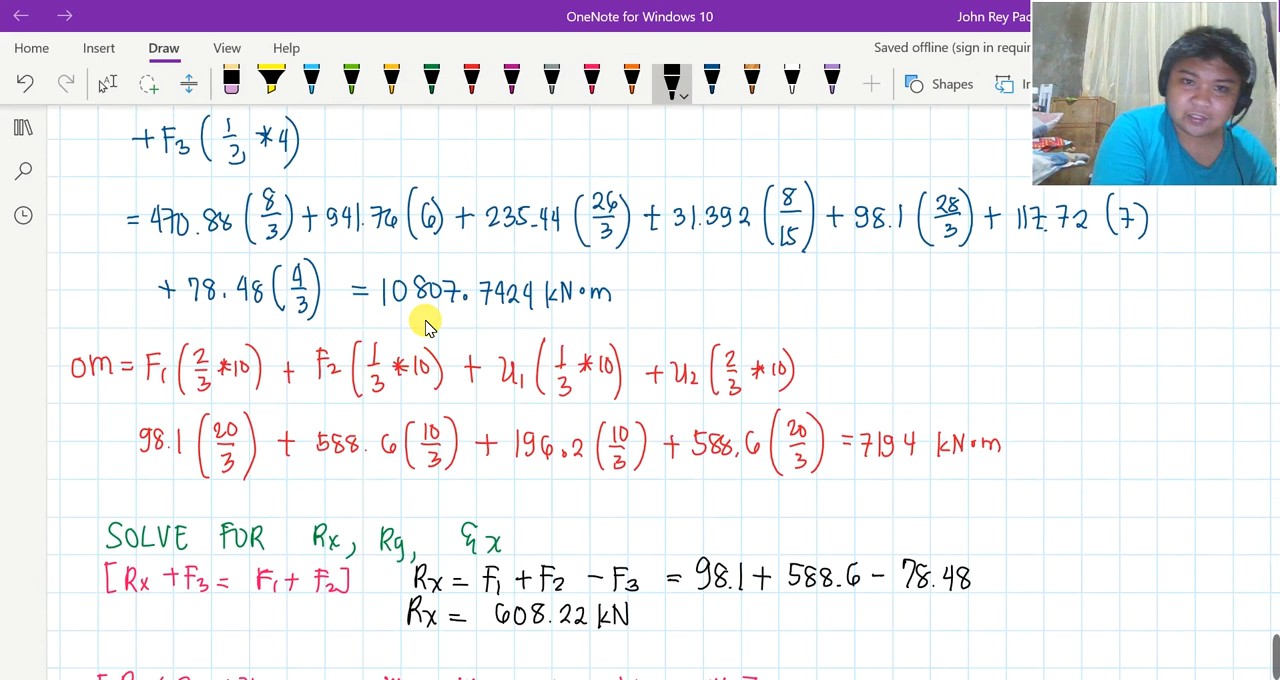 OneNote for Windows 10
John Rey Pac
Home Insert Draw View Help
Saved offline (sign in requir
Shapes In
+ F₃ (1/3 * 4)
= 470.88 (8/3) + 941.76 (6) + 235.44 (26/3) + 31.392 (8/15) + 98.1 (28/3) + 117.72 (7)
+ 78.48 (4/3) = 10807.7424 kN·m
OM = F₁ (2/3 * 10) + F₂ (1/3 * 10) + U₁ (1/3 * 10) + U₂ (2/3 * 10)
98.1 (20/3) + 588.6 (10/3) + 196.2 (10/3) + 588.6 (20/3) = 7194 kN·m
SOLVE FOR Rx, Ry, & x
[Rx + F₃ = F₁ + F₂] Rx = F₁ + F₂ - F₃ = 98.1 + 588.6 - 78.48
Rx = 608.22 kN